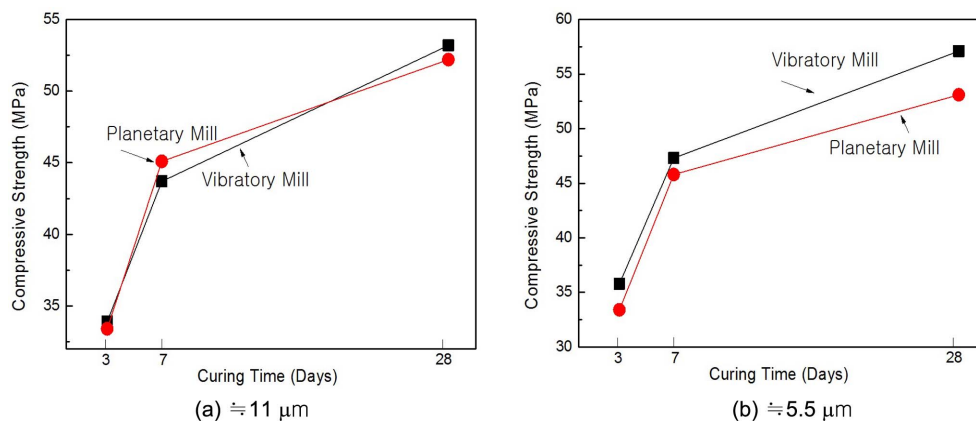 55
50
45
40
35
Compressive Strength (MPa)
Planetary Mill
Vibratory Mill
3
7
28
Curing Time (Days)
(a) ≒11 μm
60
55
50
45
40
35
30
Compressive Strength (MPa)
Vibratory Mill
Planetary Mill
3
7
28
Curing Time (Days)
(b) ≒5.5 μm